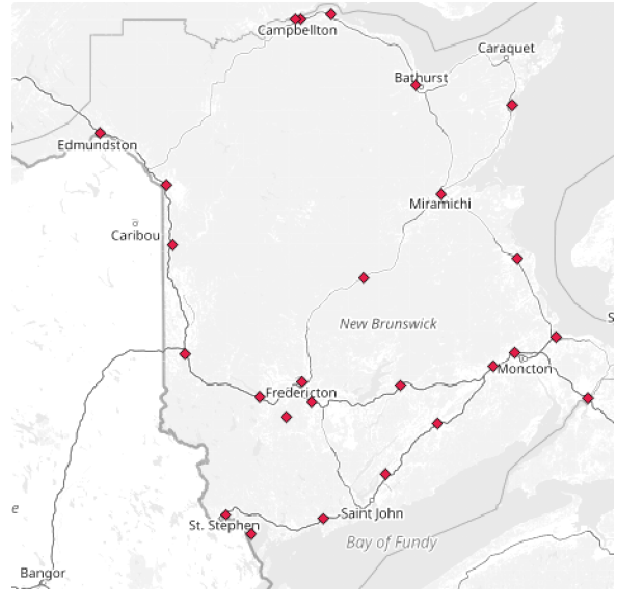 Campbellton
Caraquet
Bathurst
Edmundston
Miramichi
Caribou
S
New Brunswick
Moncton
Fredericton
e
Saint John
St. Stephen
Bay of Fundy
Bangor